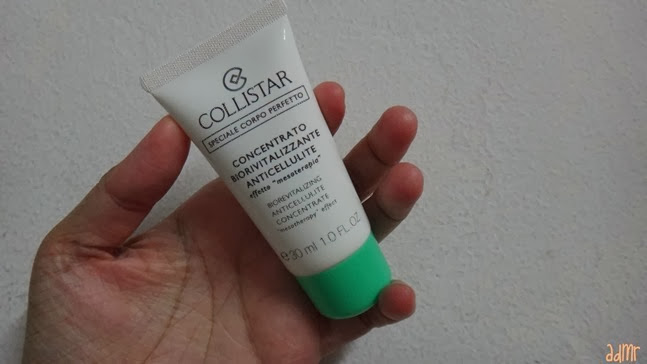 COLLISTAR
SPECIALE CORPO PERFETTO
CONCENTRATO
BIORIVITALIZZANTE
ANTICELLULITE
effetto "mesoterapia"
BIOREVITALIZING
ANTICELLULITE
CONCENTRATE
"mesotherapy" effect
e 30 ml 1.0 FL.OZ.
admr